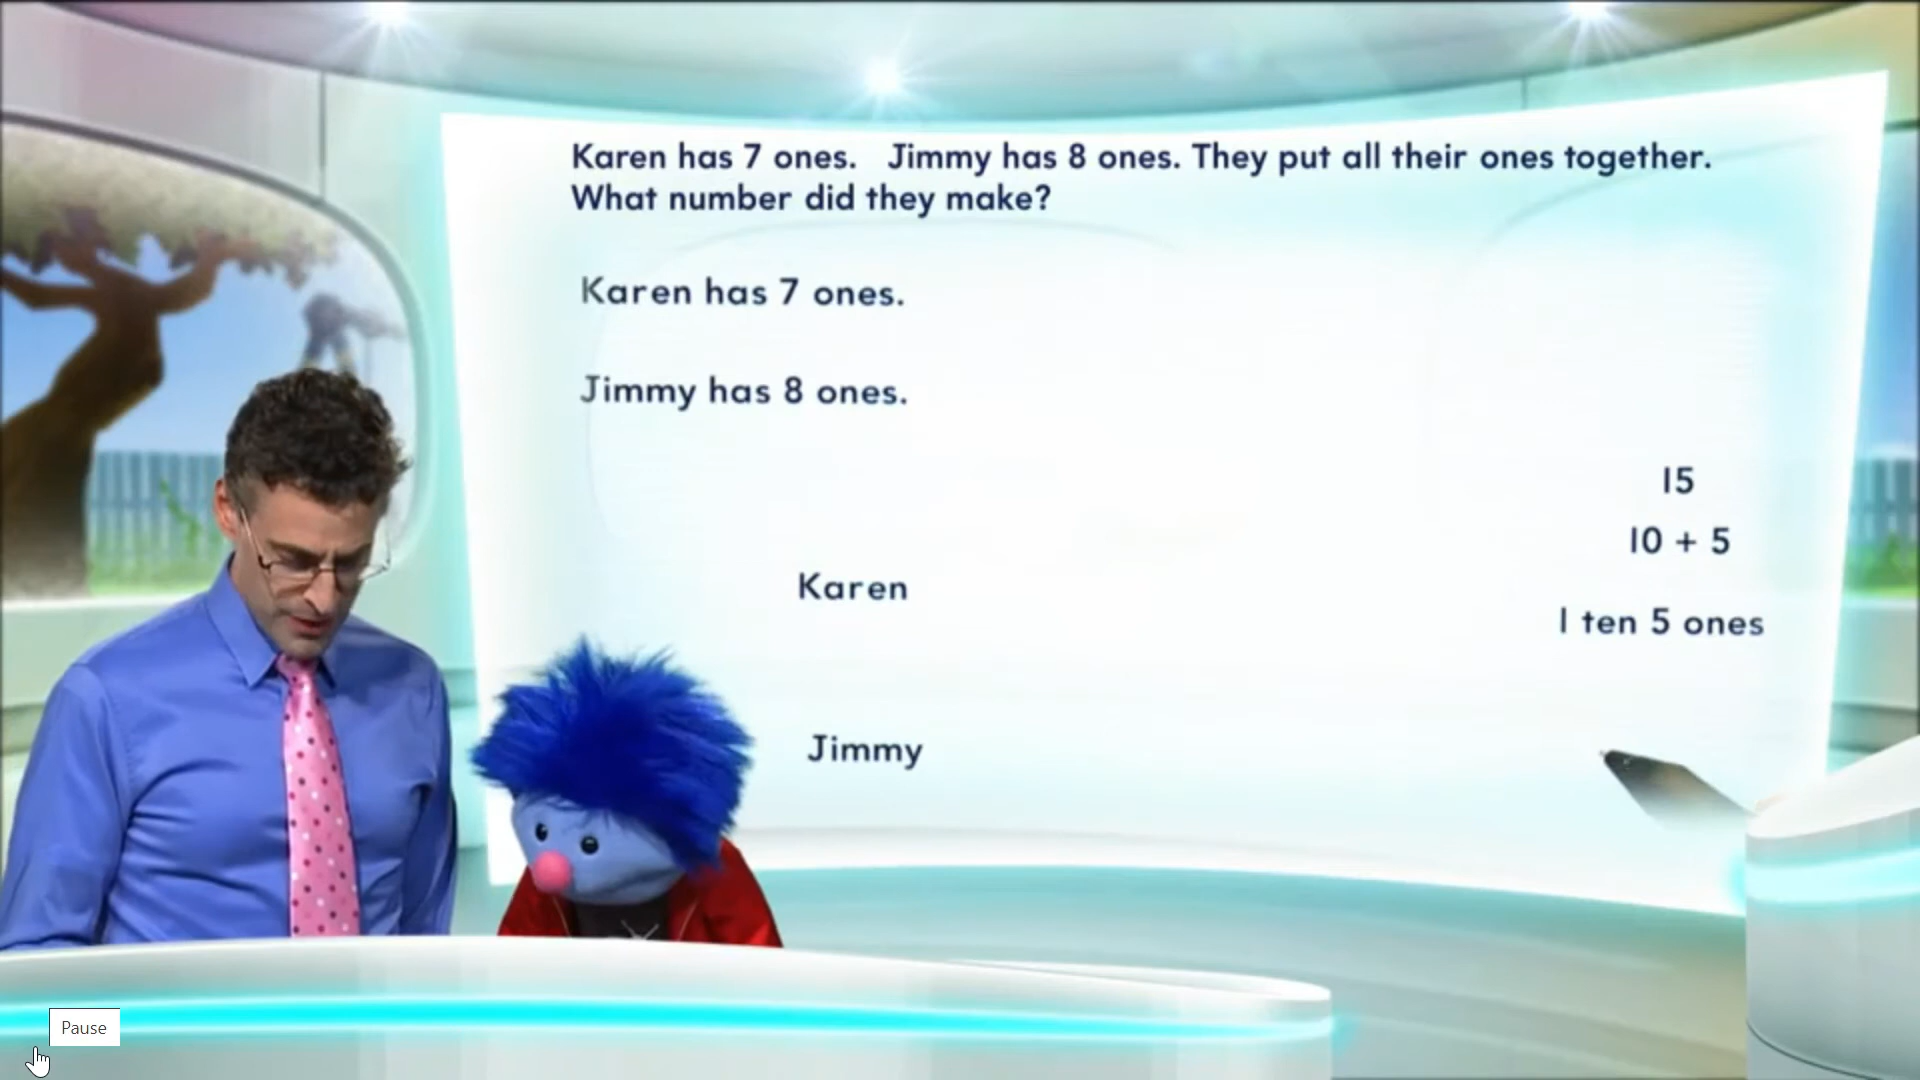 Karen has 7 ones. Jimmy has 8 ones. They put all their ones together.
What number did they make?
Karen has 7 ones.
Jimmy has 8 ones.
15
10 + 5
Karen
1 ten 5 ones
Jimmy
Pause